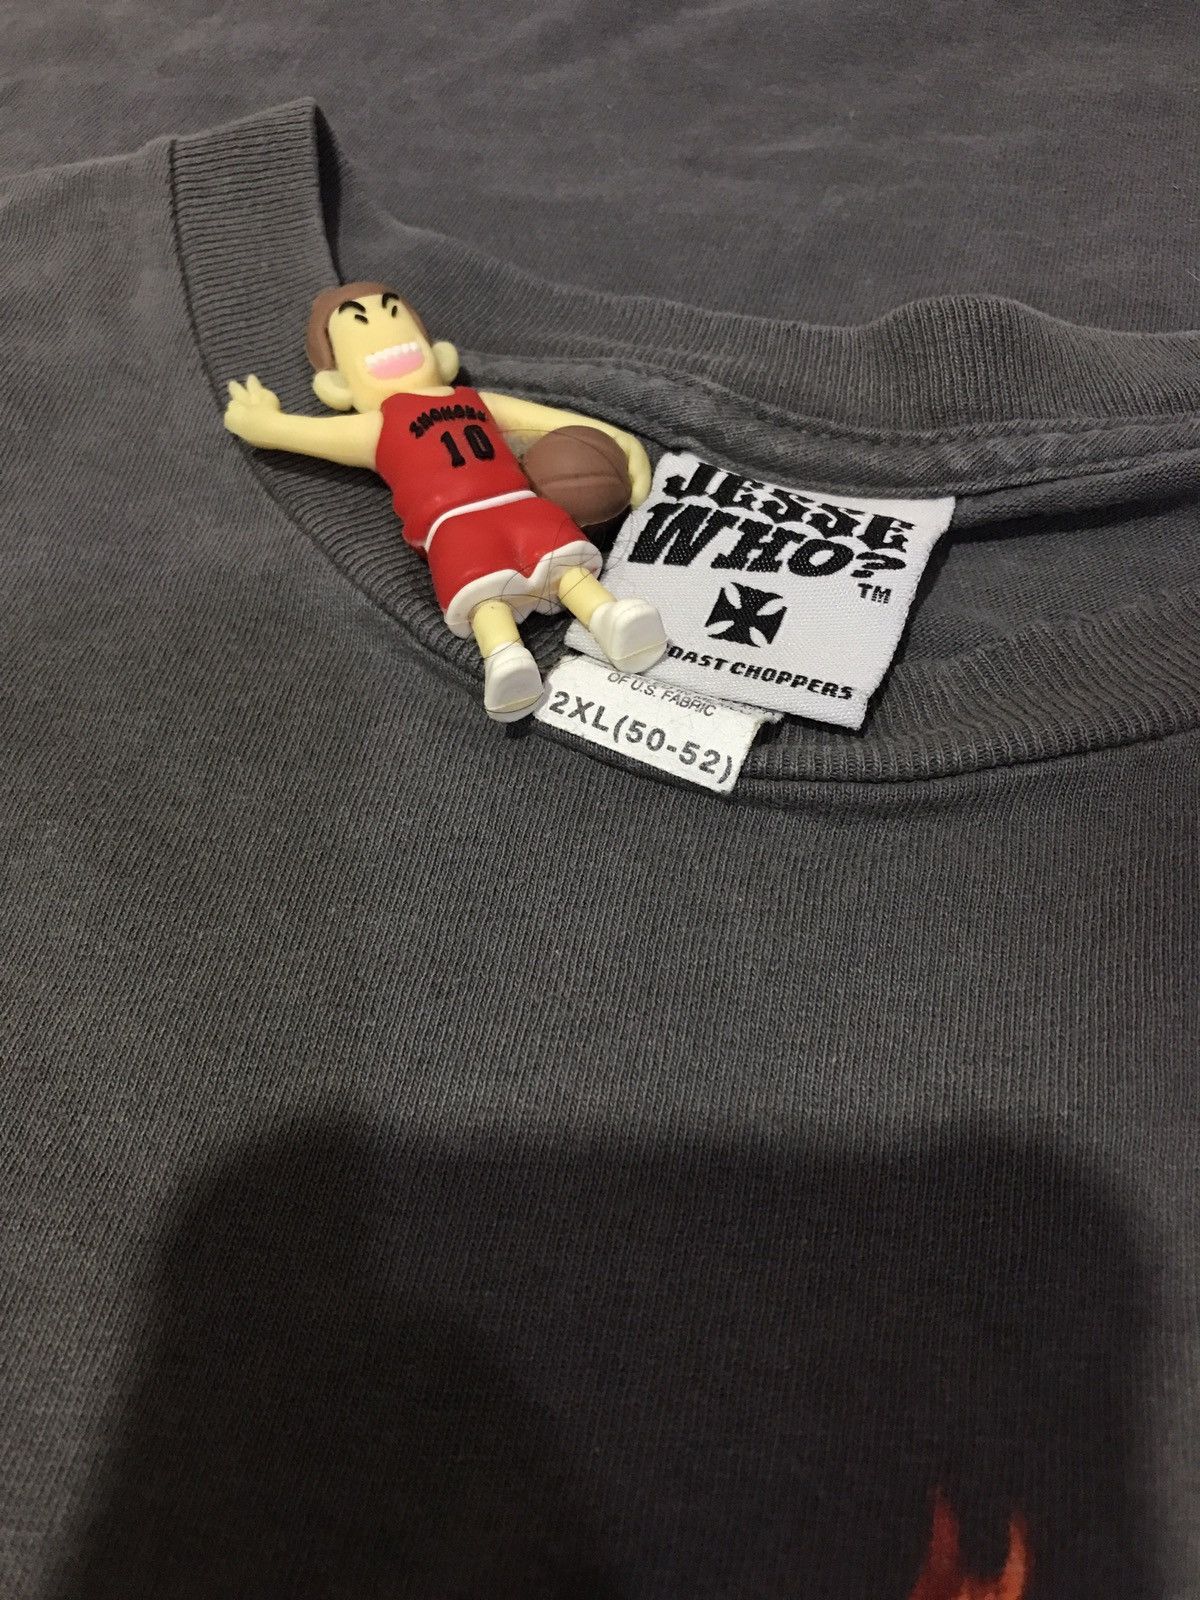 SHOHOKU
10
JESSE
WHO?
TM
OAST CHOPPERS
OF U.S. FABRIC
2XL(50-52)